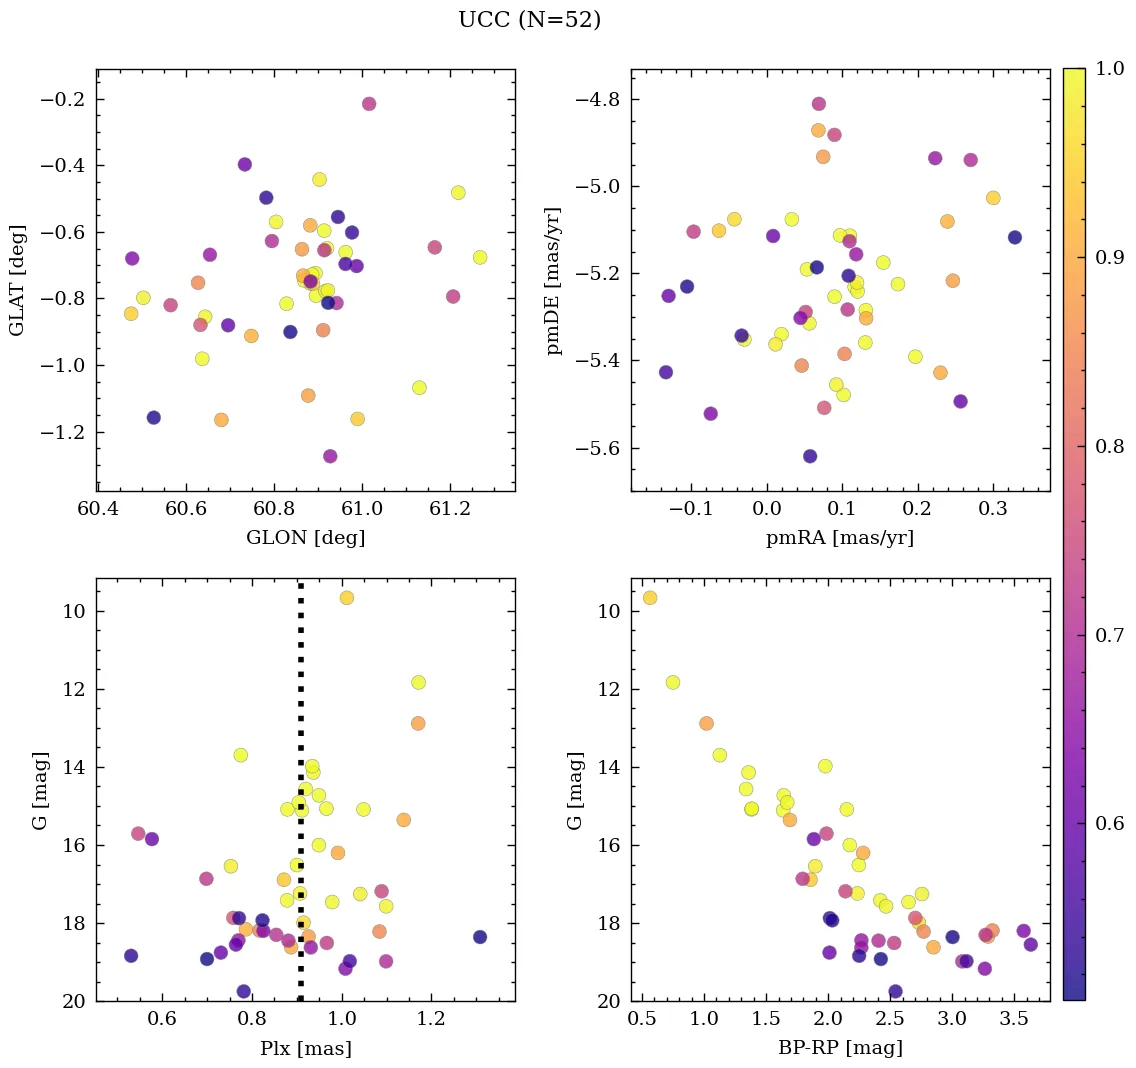 UCC (N=52)
−0.2
−0.4
−0.6
−0.8
−1.0
−1.2
GLAT [deg]
60.4 60.6 60.8 61.0 61.2
GLON [deg]
−4.8
−5.0
−5.2
−5.4
−5.6
pmDE [mas/yr]
−0.1 0.0 0.1 0.2 0.3
pmRA [mas/yr]
1.0
0.9
0.8
0.7
0.6
10
12
14
16
18
20
G [mag]
0.6 0.8 1.0 1.2
Plx [mas]
10
12
14
16
18
20
G [mag]
0.5 1.0 1.5 2.0 2.5 3.0 3.5
BP-RP [mag]